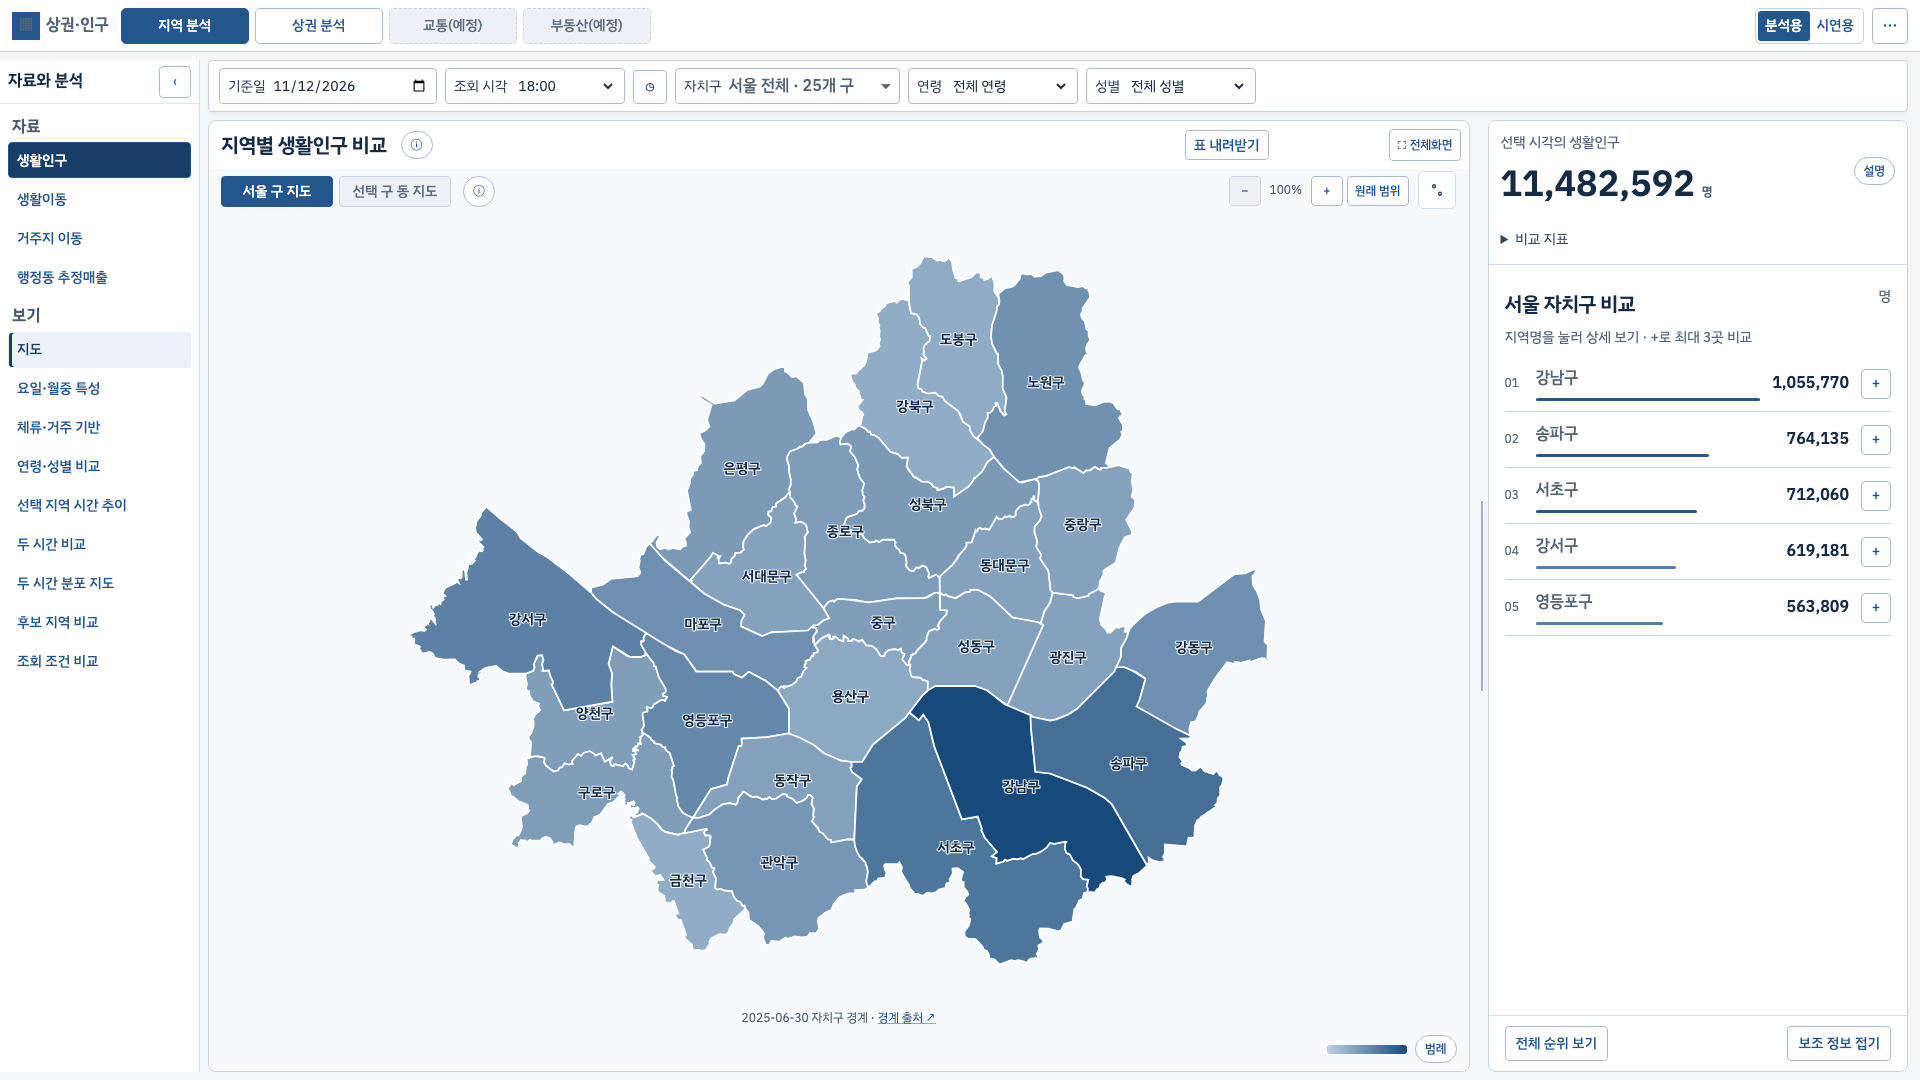 상권·인구
지역 분석
상권 분석
교통(예정)
부동산(예정)
분석용
시연용
···
자료와 분석
‹
자료
생활인구
생활이동
거주지 이동
행정동 추정매출
보기
지도
요일·월중 특성
체류·거주 기반
연령·성별 비교
선택 지역 시간 추이
두 시간 비교
두 시간 분포 지도
후보 지역 비교
조회 조건 비교
기준일 11/12/2026
조회 시각 18:00
자치구 서울 전체 · 25개 구
연령 전체 연령
성별 전체 성별
지역별 생활인구 비교
표 내려받기
전체화면
서울 구 지도
선택 구 동 지도
− 100% +
원래 범위
도봉구
노원구
강북구
은평구
성북구
중랑구
종로구
동대문구
서대문구
강서구
마포구
중구
성동구
광진구
강동구
용산구
양천구
영등포구
송파구
동작구
강남구
구로구
서초구
관악구
금천구
2025-06-30 자치구 경계 · 경계 출처 ↗
범례
선택 시각의 생활인구
11,482,592 명
설명
▶ 비교 지표
서울 자치구 비교
명
지역명을 눌러 상세 보기 · +로 최대 3곳 비교
01 강남구 1,055,770 +
02 송파구 764,135 +
03 서초구 712,060 +
04 강서구 619,181 +
05 영등포구 563,809 +
전체 순위 보기
보조 정보 접기